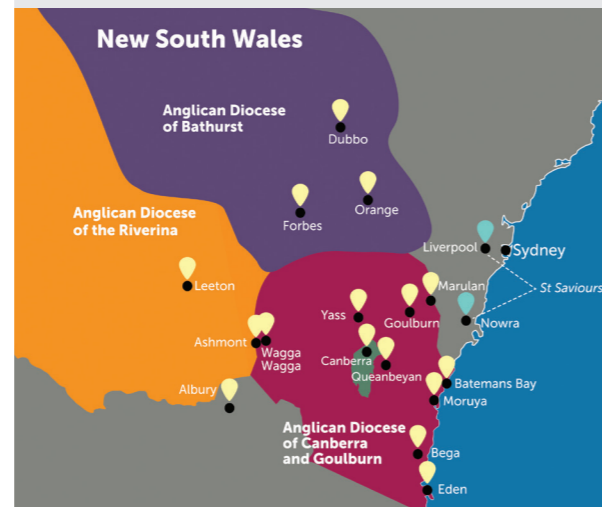 New South Wales
Anglican Diocese
of Bathurst
Dubbo
Orange
Forbes
Anglican Diocese
of the Riverina
Liverpool
Sydney
St Saviours
Leeton
Marulan
Yass
Goulburn
Nowra
Ashmont
Wagga
Wagga
Canberra
Queanbeyan
Albury
Batemans Bay
Moruya
Anglican Diocese
of Canberra
and Goulburn
Bega
Eden